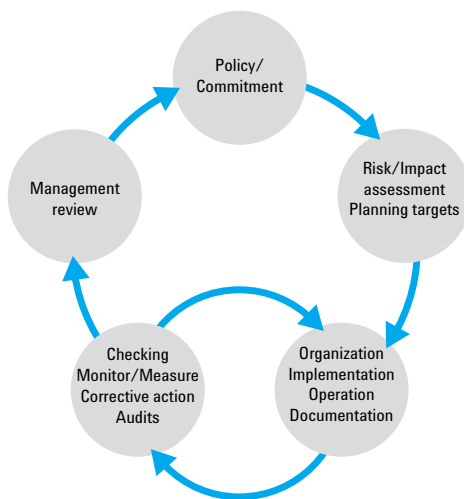 Policy/
Commitment
Risk/Impact
assessment
Planning targets
Management
review
Checking
Monitor/Measure
Corrective action
Audits
Organization
Implementation
Operation
Documentation